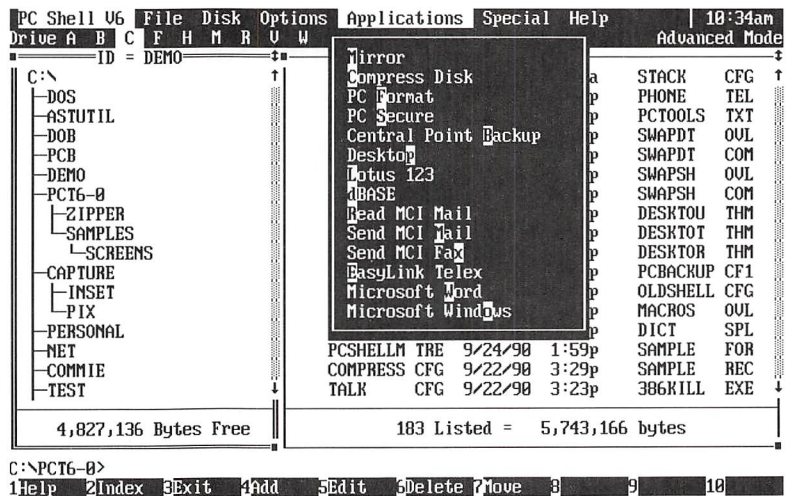 PC Shell V6 File Disk Options Applications Special Help 10:34am
Drive A B C F H M R V W Advanced Mode
ID = DEMO
C:\
DOS
ASTUTIL
DOB
PCB
DEMO
PCT6-0
ZIPPER
SAMPLES
SCREENS
CAPTURE
INSET
PIX
PERSONAL
NET
COMMIE
TEST
Mirror
Compress Disk
PC Format
PC Secure
Central Point Backup
Desktop
Lotus 123
dBASE
Read MCI Mail
Send MCI Mail
Send MCI Fax
EasyLink Telex
Microsoft Word
Microsoft Windows
a STACK CFG
p PHONE TEL
p PCTOOLS TXT
p SWAPDT OVL
p SWAPDT COM
p SWAPSH OVL
p SWAPSH COM
p DESKTOU THM
p DESKTOT THM
p DESKTOR THM
p PCBACKUP CF1
p OLDSHELL CFG
p MACROS OVL
p DICT SPL
PCSHELLM TRE 9/24/90 1:59p SAMPLE FOR
COMPRESS CFG 9/22/90 3:29p SAMPLE REC
TALK CFG 9/22/90 3:23p 386KILL EXE
4,827,136 Bytes Free
183 Listed = 5,743,166 bytes
C:\PCT6-0>
1Help 2Index 3Exit 4Add 5Edit 6Delete 7Move 8 9 10